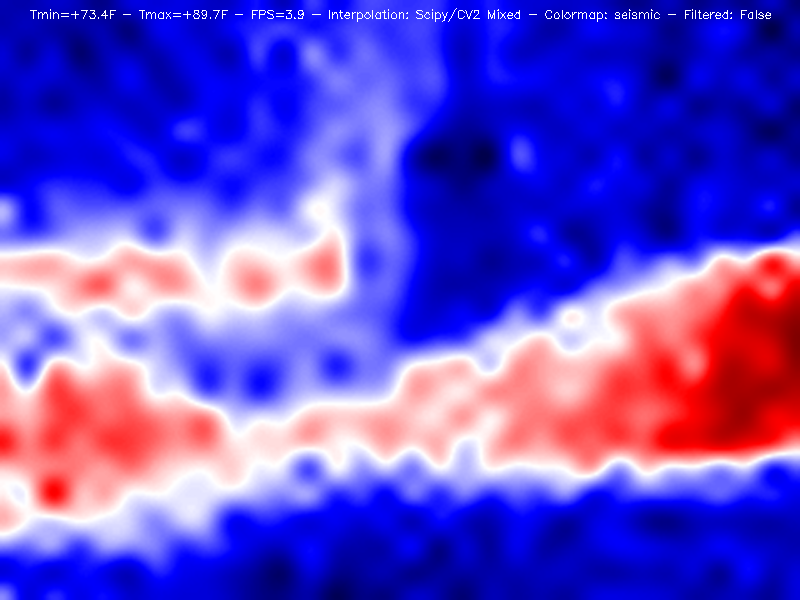 Tmin=+73.4F - Tmax=+89.7F - FPS=3.9 - Interpolation: Scipy/CV2 Mixed - Colormap: seismic - Filtered: False